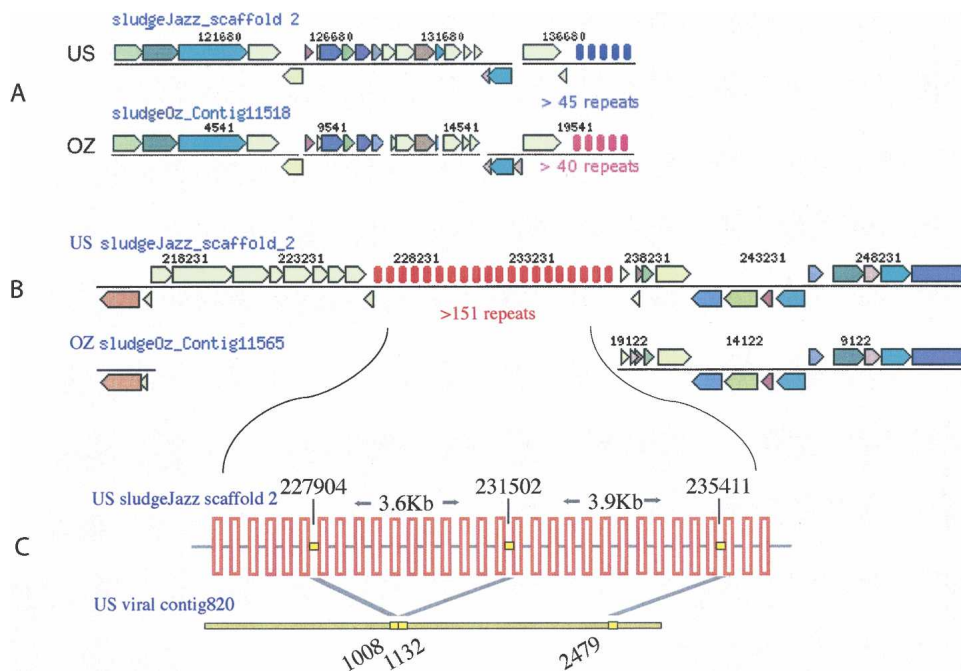 sludgeJazz_scaffold 2
US 121680 126680 131680 136680
> 45 repeats
A
sludgeOz_Contig11518
OZ 4541 9541 14541 19541
> 40 repeats
US sludgeJazz_scaffold_2
218231 223231 228231 233231 238231 243231 248231
B
>151 repeats
OZ sludgeOz_Contig11565
19122 14122 9122
US sludgeJazz scaffold 2
227904 3.6Kb 231502 3.9Kb 235411
C
US viral contig820
1008 1132 2479